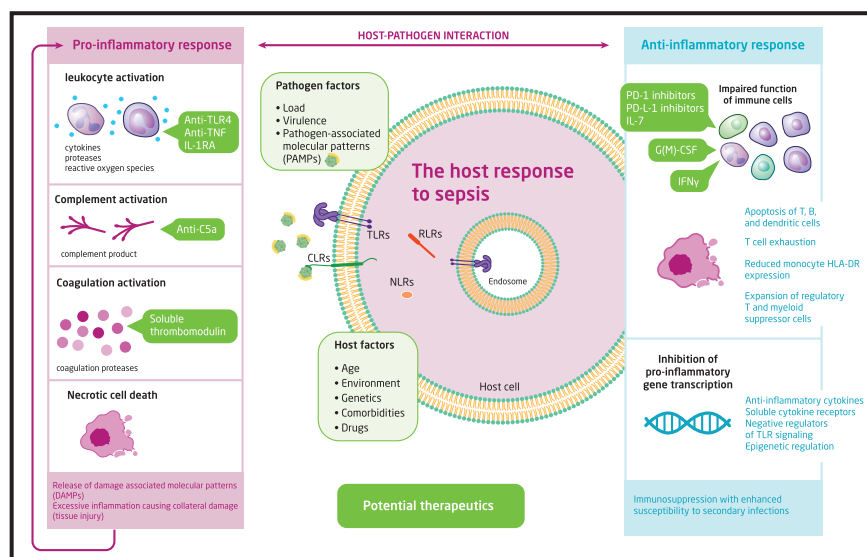 Pro-inflammatory response
HOST-PATHOGEN INTERACTION
Anti-inflammatory response
leukocyte activation
Anti-TLR4
Anti-TNF
IL-1RA
cytokines
proteases
reactive oxygen species
Complement activation
Anti-C5a
complement product
Coagulation activation
Soluble
thrombomodulin
coagulation proteases
Necrotic cell death
Release of damage associated molecular patterns
(DAMPs)
Excessive inflammation causing collateral damage
(tissue injury)
Pathogen factors
• Load
• Virulence
• Pathogen-associated
molecular patterns
(PAMPs)
The host response
to sepsis
TLRs
RLRs
CLRs
NLRs
Endosome
Host cell
Host factors
• Age
• Environment
• Genetics
• Comorbidities
• Drugs
Potential therapeutics
PD-1 inhibitors
PD-L-1 inhibitors
IL-7
Impaired function
of immune cells
G(M)-CSF
IFNγ
Apoptosis of T, B,
and dendritic cells
T cell exhaustion
Reduced monocyte HLA-DR
expression
Expansion of regulatory
T and myeloid
suppressor cells
Inhibition of
pro-inflammatory
gene transcription
Anti-inflammatory cytokines
Soluble cytokine receptors
Negative regulators
of TLR signaling
Epigenetic regulation
Immunosuppression with enhanced
susceptibility to secondary infections